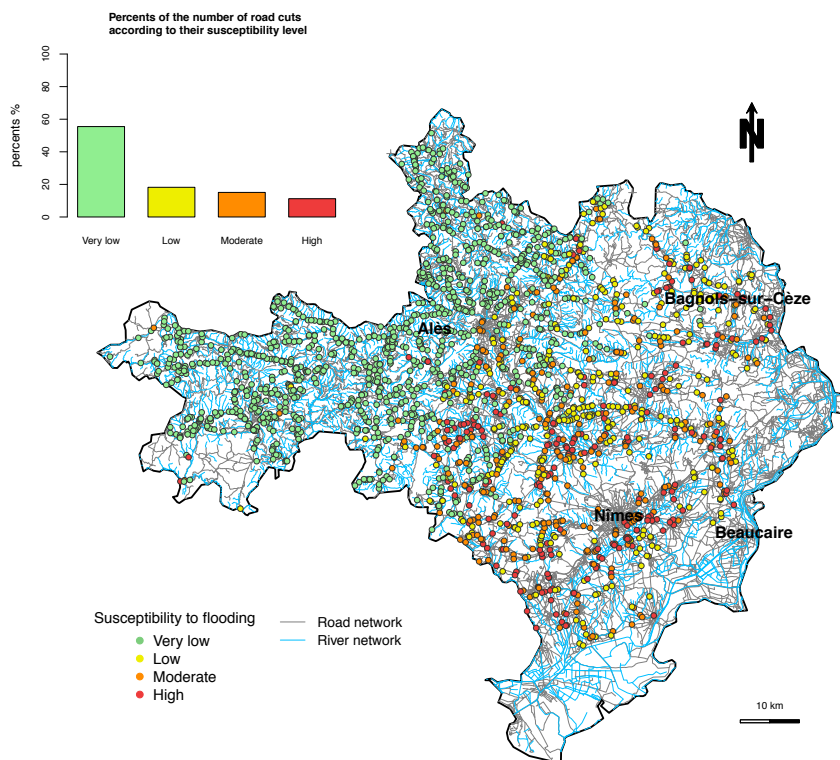 Percents of the number of road cuts
according to their susceptibility level
percents %
100
80
60
40
20
0
Very low
Low
Moderate
High
N
Bagnols−sur−Cèze
Alès
Nîmes
Beaucaire
Susceptibility to flooding
Very low
Low
Moderate
High
Road network
River network
10 km